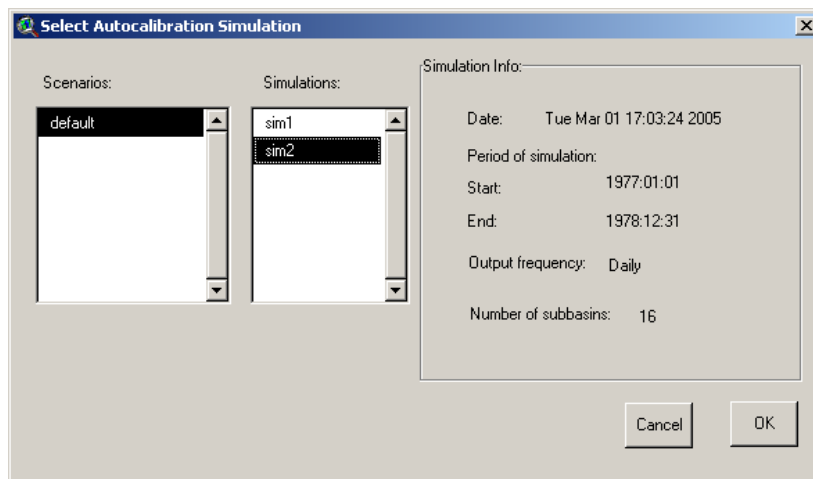 Select Autocalibration Simulation
Scenarios:
default
Simulations:
sim1
sim2
Simulation Info:
Date: Tue Mar 01 17:03:24 2005
Period of simulation:
Start: 1977:01:01
End: 1978:12:31
Output frequency: Daily
Number of subbasins: 16
Cancel OK